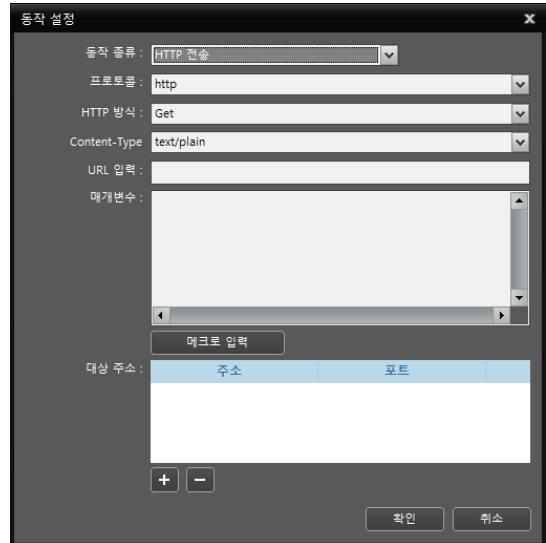 동작 설정 x
동작 종류 : HTTP 전송
프로토콜 : http
HTTP 방식 : Get
Content-Type text/plain
URL 입력 :
매개변수 :
메크로 입력
대상 주소 : 주소 포트
+ −
확인 취소